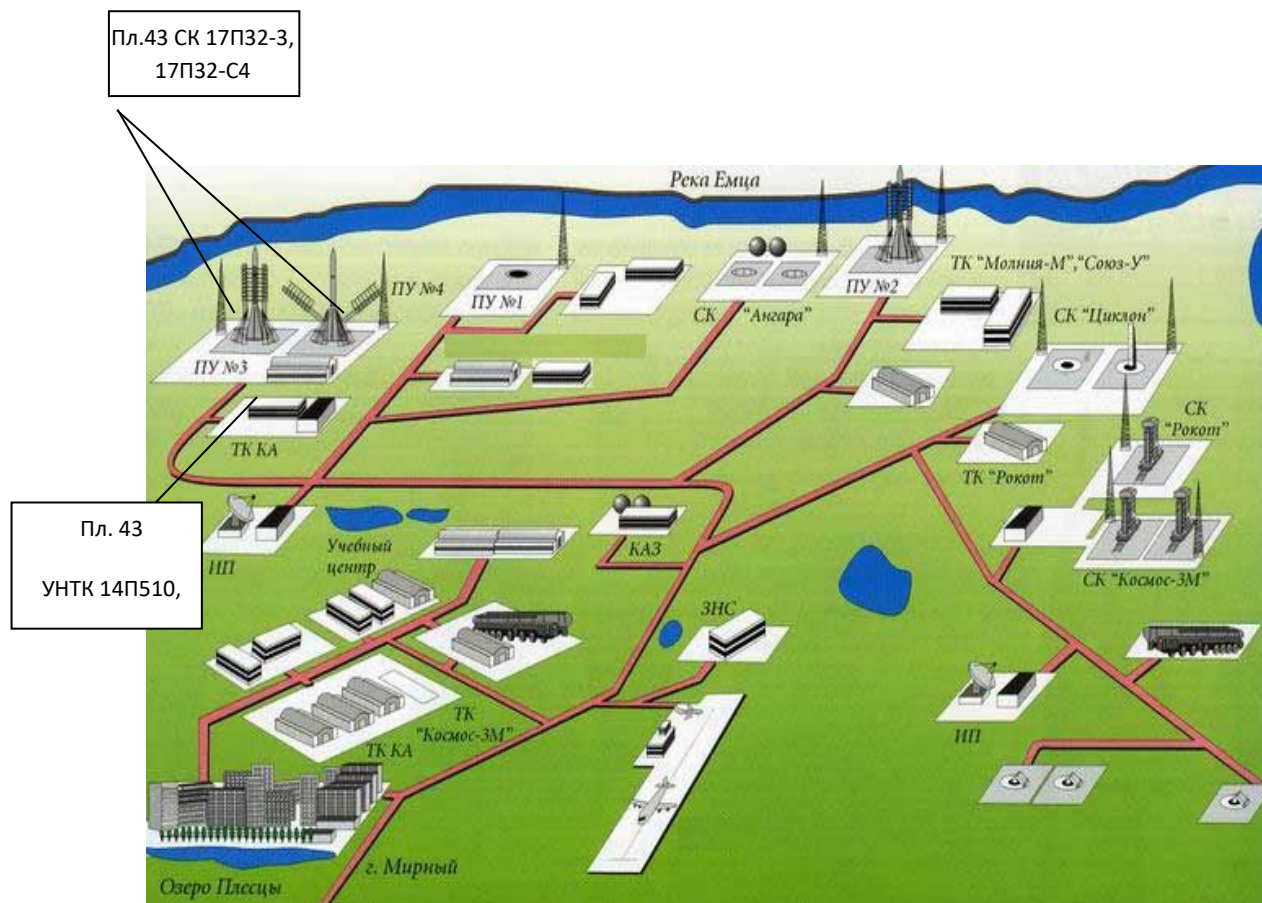 Пл.43 СК 17П32-3,
17П32-С4
Река Емца
ТК “Молния-М”,“Союз-У”
ПУ №4
ПУ №1
СК “Ангара”
ПУ №2
СК “Циклон”
ПУ №3
СК
“Рокот”
ТК КА
ТК “Рокот”
Пл. 43
УНТК 14П510,
ИП
Учебный
центр
КАЗ
СК “Космос-3М”
ЗНС
ТК
“Космос-3М”
ТК КА
ИП
г. Мирный
Озеро Плесцы